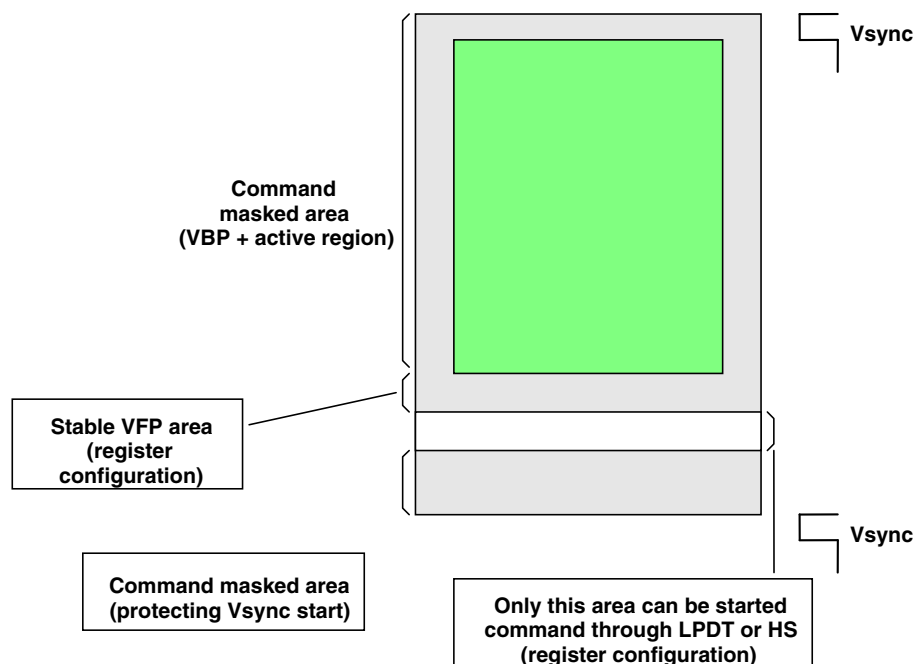 Vsync
Command
masked area
(VBP + active region)
Stable VFP area
(register
configuration)
Vsync
Command masked area
(protecting Vsync start)
Only this area can be started
command through LPDT or HS
(register configuration)